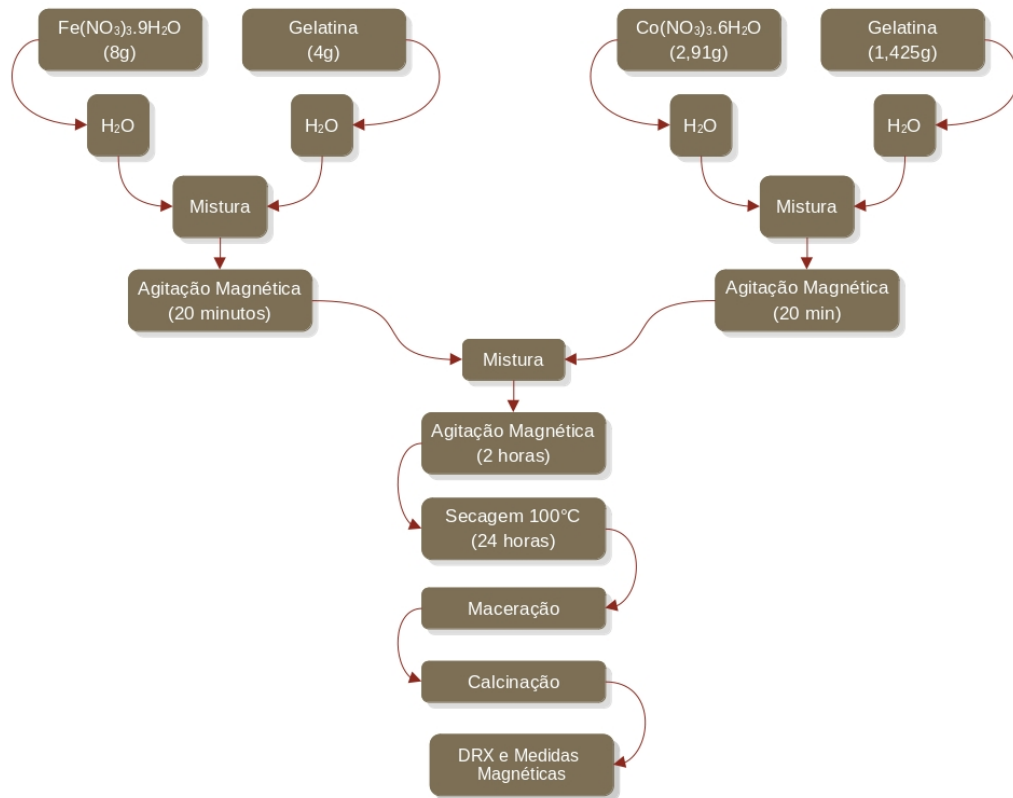 Fe(NO₃)₃.9H₂O
(8g)
Gelatina
(4g)
Co(NO₃)₃.6H₂O
(2,91g)
Gelatina
(1,425g)
H₂O
H₂O
H₂O
H₂O
Mistura
Mistura
Agitação Magnética
(20 minutos)
Agitação Magnética
(20 min)
Mistura
Agitação Magnética
(2 horas)
Secagem 100°C
(24 horas)
Maceração
Calcinação
DRX e Medidas
Magnéticas